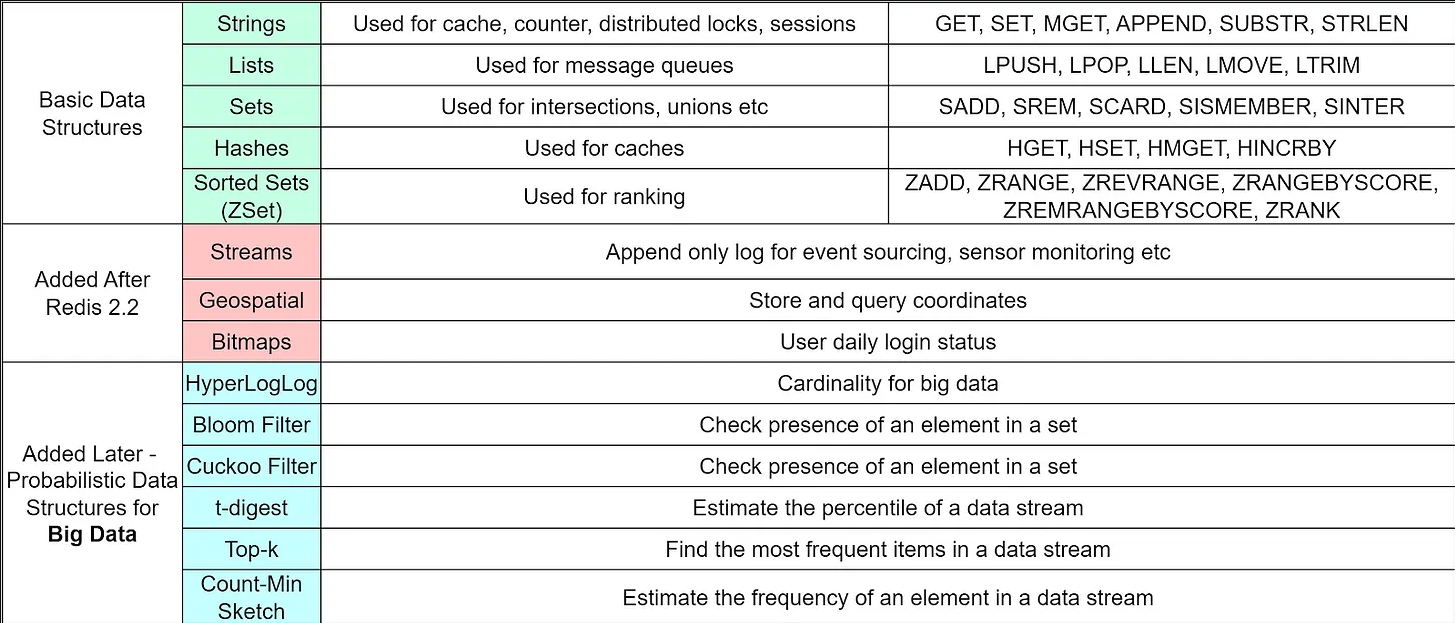 Basic Data
Structures
Strings
Used for cache, counter, distributed locks, sessions
GET, SET, MGET, APPEND, SUBSTR, STRLEN
Lists
Used for message queues
LPUSH, LPOP, LLEN, LMOVE, LTRIM
Sets
Used for intersections, unions etc
SADD, SREM, SCARD, SISMEMBER, SINTER
Hashes
Used for caches
HGET, HSET, HMGET, HINCRBY
Sorted Sets
(ZSet)
Used for ranking
ZADD, ZRANGE, ZREVRANGE, ZRANGEBYSCORE,
ZREMRANGEBYSCORE, ZRANK
Added After
Redis 2.2
Streams
Append only log for event sourcing, sensor monitoring etc
Geospatial
Store and query coordinates
Bitmaps
User daily login status
Added Later -
Probabilistic Data
Structures for
Big Data
HyperLogLog
Cardinality for big data
Bloom Filter
Check presence of an element in a set
Cuckoo Filter
Check presence of an element in a set
t-digest
Estimate the percentile of a data stream
Top-k
Find the most frequent items in a data stream
Count-Min
Sketch
Estimate the frequency of an element in a data stream